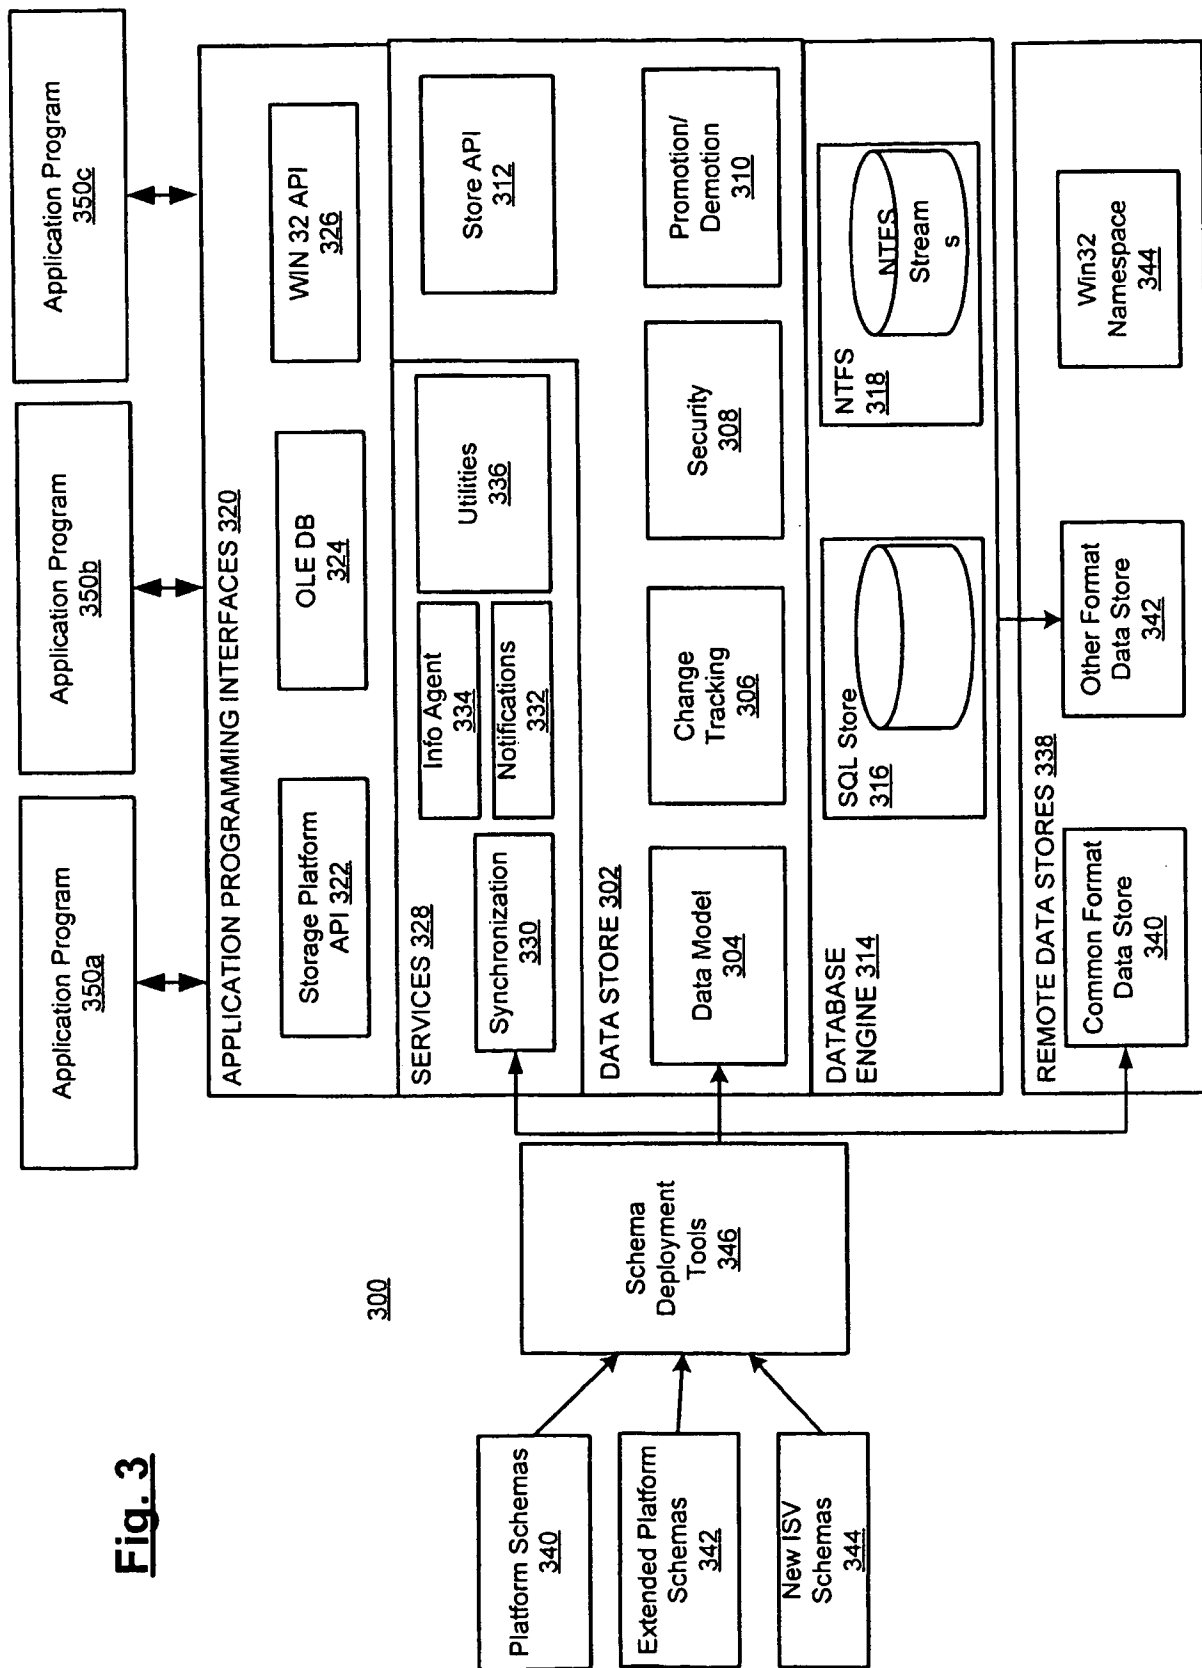 Fig. 3
300
Application Program
350a
Application Program
350b
Application Program
350c
APPLICATION PROGRAMMING INTERFACES 320
Storage Platform
API 322
OLE DB
324
WIN 32 API
326
SERVICES 328
Synchronization
330
Info Agent
334
Notifications
332
Utilities
336
Store API
312
DATA STORE 302
Data Model
304
Change
Tracking
306
Security
308
Promotion/
Demotion
310
DATABASE
ENGINE 314
SQL Store
316
NTFS
318
NTFS
Stream
s
REMOTE DATA STORES 338
Common Format
Data Store
340
Other Format
Data Store
342
Win32
Namespace
344
Schema
Deployment
Tools
346
Platform Schemas
340
Extended Platform
Schemas
342
New ISV
Schemas
344